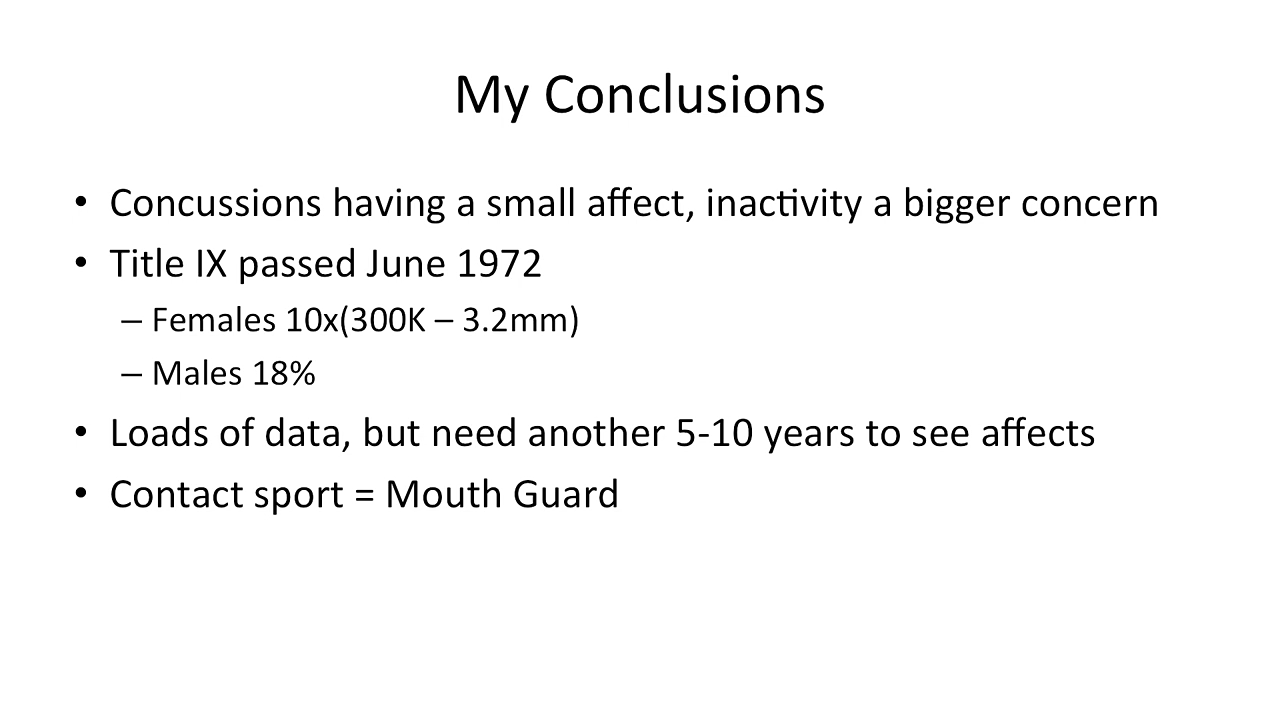 My Conclusions
• Concussions having a small affect, inactivity a bigger concern
• Title IX passed June 1972
– Females 10x(300K – 3.2mm)
– Males 18%
• Loads of data, but need another 5-10 years to see affects
• Contact sport = Mouth Guard